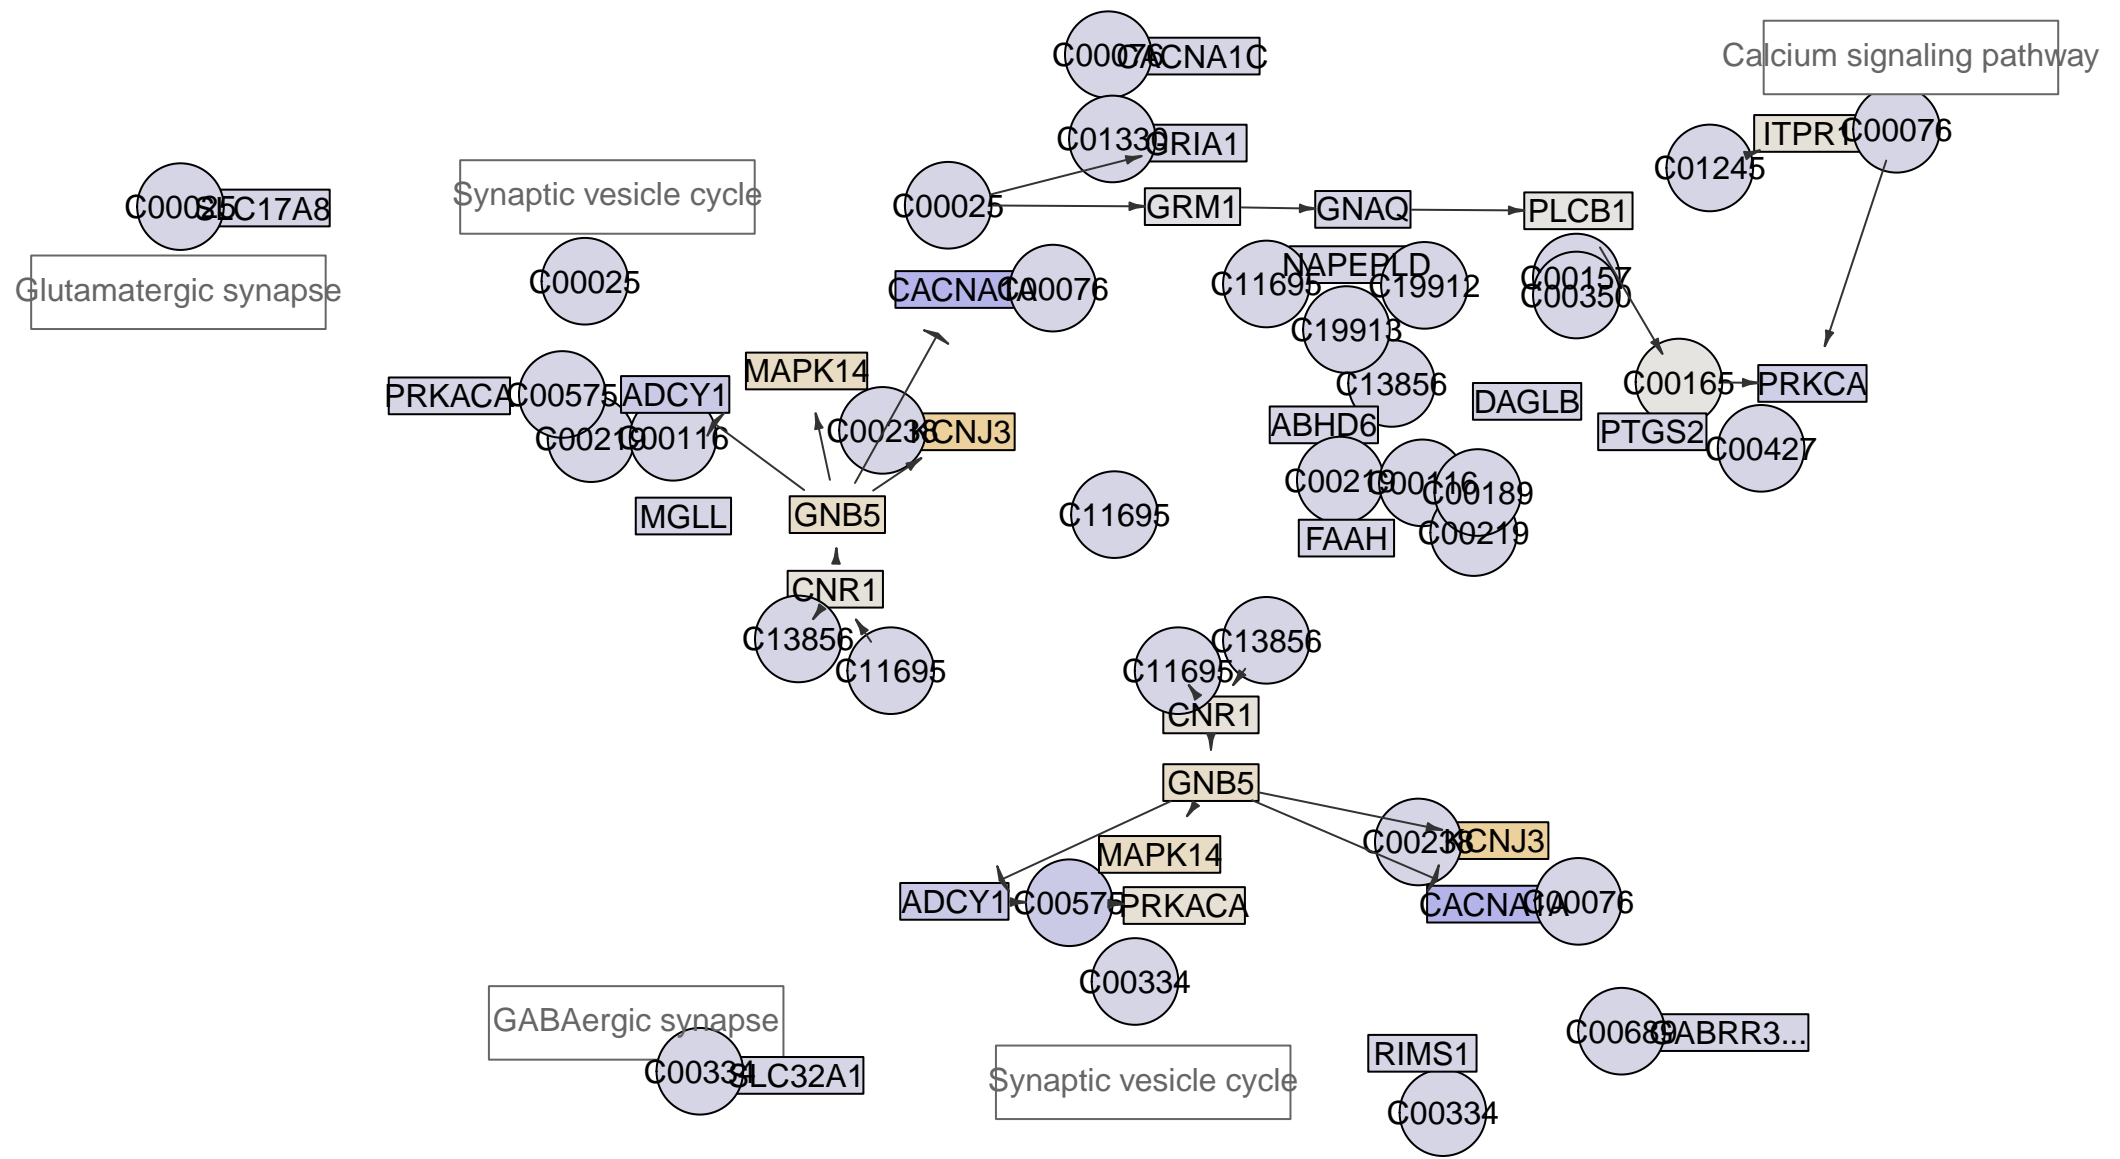 C00076
CACNA1C
Calcium signaling pathway
C01330
GRIA1
ITPR1
C00076
C01245
C00025
SLC17A8
Synaptic vesicle cycle
C00025
GRM1
GNAQ
PLCB1
Glutamatergic synapse
C00025
CACNA1A
C00076
C11695
NAPEPLD
C19912
C00157
C00350
C19913
C13856
MAPK14
PRKACA
C00575
ADCY1
C00219
C00116
C00238
KCNJ3
DAGLB
C00165
PRKCA
ABHD6
PTGS2
C00427
MGLL
GNB5
C11695
C00219
C00116
C00189
FAAH
C00219
CNR1
C13856
C11695
C13856
C11695
CNR1
GNB5
MAPK14
C00238
KCNJ3
ADCY1
C00575
PRKACA
CACNA1A
C00076
C00334
GABAergic synapse
C00334
SLC32A1
Synaptic vesicle cycle
RIMS1
C00334
C00689
GABRR3...